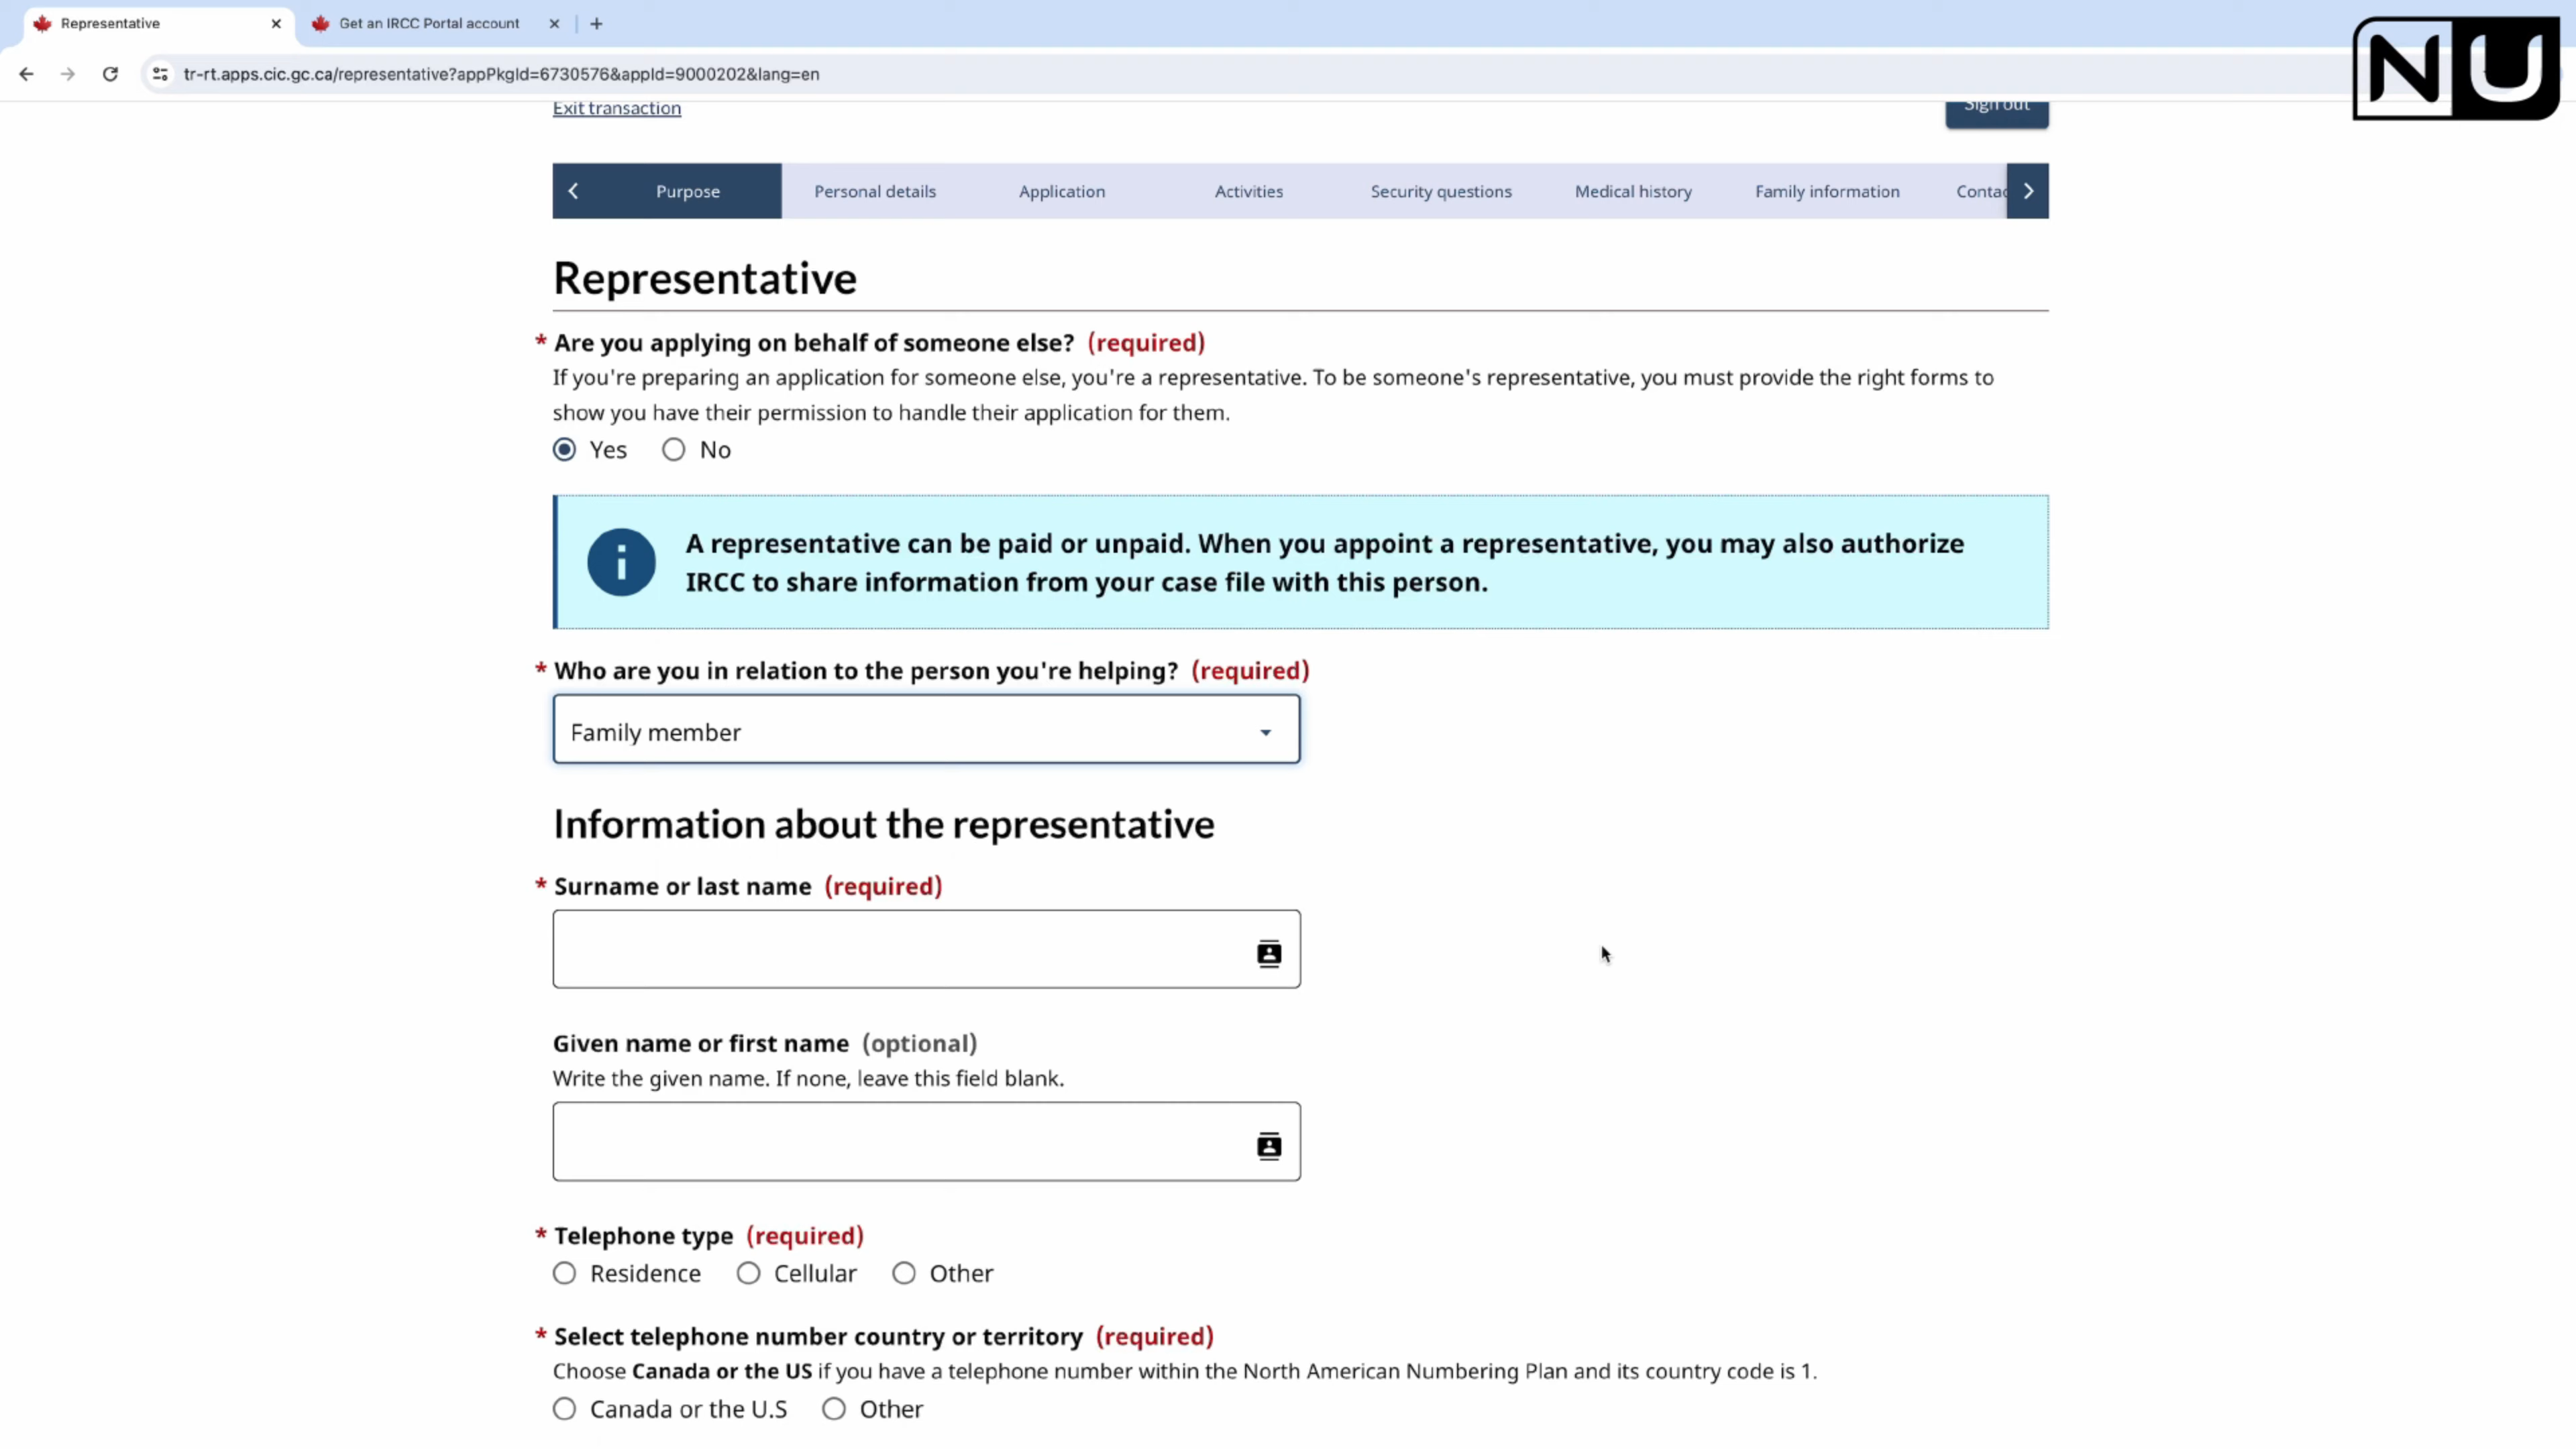 Representative
Get an IRCC Portal account
tr-rt.apps.cic.gc.ca/representative?appPkgId=6730576&appId=9000202&lang=en
NU
Exit transaction
Sign out
Purpose
Personal details
Application
Activities
Security questions
Medical history
Family information
Contac
Representative
* Are you applying on behalf of someone else? (required)
If you're preparing an application for someone else, you're a representative. To be someone's representative, you must provide the right forms to
show you have their permission to handle their application for them.
Yes
No
A representative can be paid or unpaid. When you appoint a representative, you may also authorize
IRCC to share information from your case file with this person.
* Who are you in relation to the person you're helping? (required)
Family member
Information about the representative
* Surname or last name (required)
Given name or first name (optional)
Write the given name. If none, leave this field blank.
* Telephone type (required)
Residence
Cellular
Other
* Select telephone number country or territory (required)
Choose Canada or the US if you have a telephone number within the North American Numbering Plan and its country code is 1.
Canada or the U.S
Other